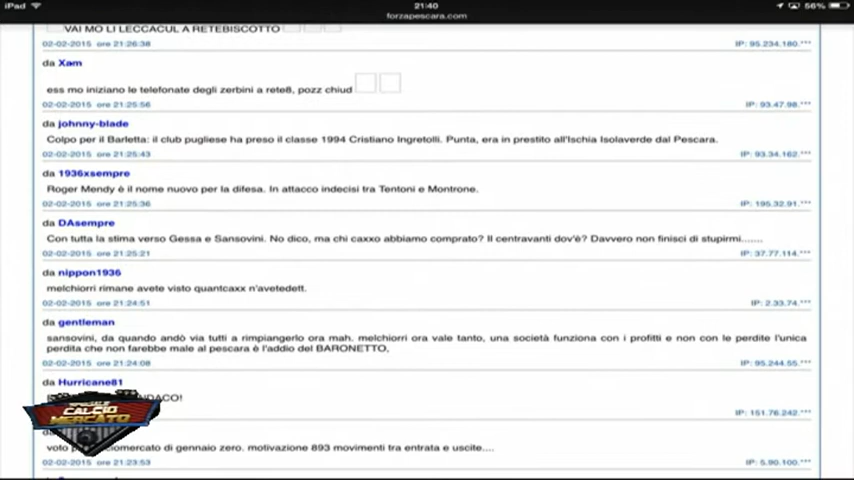 iPad
21:40
56%
forzapescara.com
VAI MO LI LECCACUL A RETEBISCOTTO
02-02-2015 ore 21:26:38 IP: 95.234.180.***
da Xam
ess mo iniziano le telefonate degli zerbini a rete8, pozz chiud
02-02-2015 ore 21:25:56 IP: 93.47.98.***
da johnny-blade
Colpo per il Barletta: il club pugliese ha preso il classe 1994 Cristiano Ingretolli. Punta, era in prestito all'Ischia Isolaverde dal Pescara.
02-02-2015 ore 21:25:43 IP: 93.34.162.***
da 1936xsempre
Roger Mendy è il nome nuovo per la difesa. In attacco indecisi tra Tentoni e Montrone.
02-02-2015 ore 21:25:36 IP: 195.32.91.***
da DAsempre
Con tutta la stima verso Gessa e Sansovini. No dico, ma chi caxxo abbiamo comprato? Il centravanti dov'è? Davvero non finisci di stupirmi.......
02-02-2015 ore 21:25:21 IP: 37.77.114.***
da nippon1936
melchiorri rimane avete visto quantcaxx n'avetedett.
02-02-2015 ore 21:24:51 IP: 2.33.74.***
da gentleman
sansovini, da quando andò via tutti a rimpiangerlo ora mah. melchiorri ora vale tanto, una società funziona con i profitti e non con le perdite l'unica
perdita che non farebbe male al pescara è l'addio del BARONETTO,
02-02-2015 ore 21:24:08 IP: 95.244.55.***
da Hurricane81
DACO!
IP: 151.76.242.***
CALCIO
MERCATO
voto ciomercato di gennaio zero. motivazione 893 movimenti tra entrata e uscite....
02-02-2015 ore 21:23:53 IP: 5.90.100.***